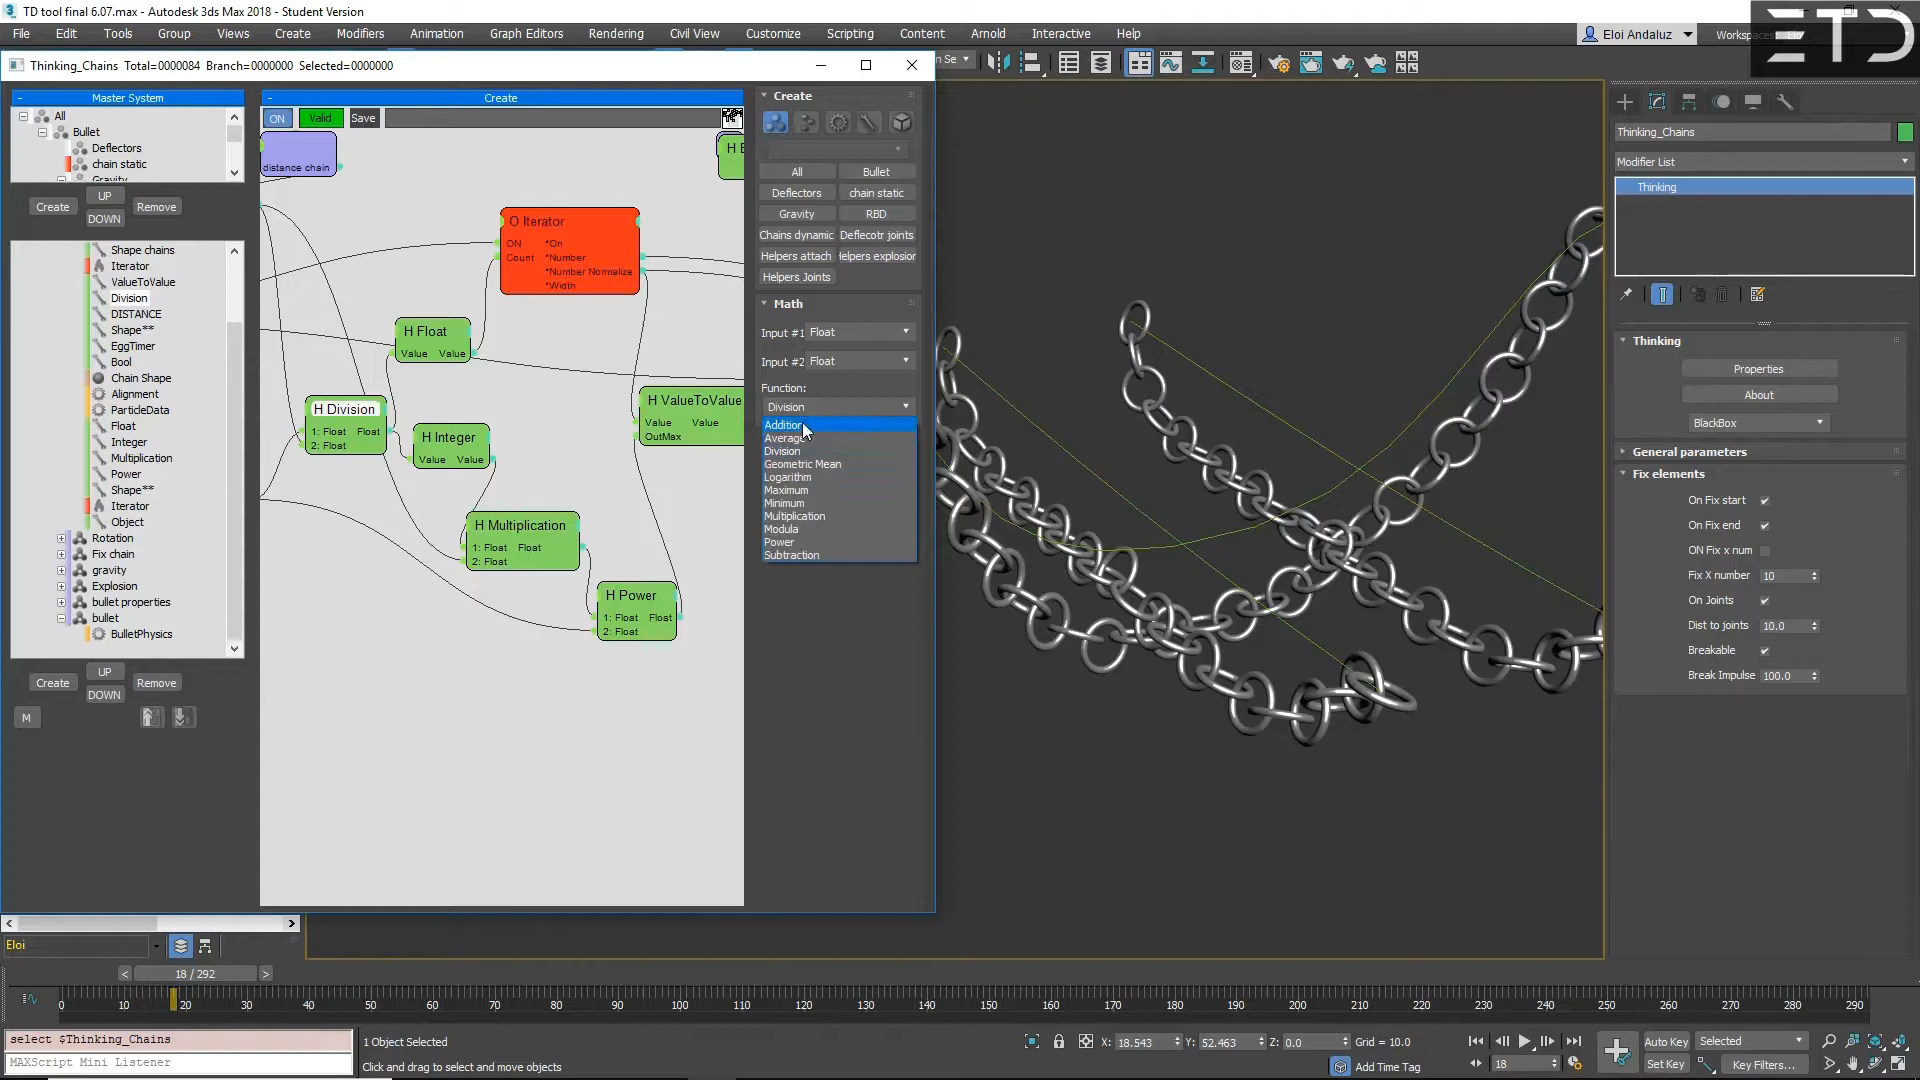 TD tool final 6.07.max - Autodesk 3ds Max 2018 - Student Version
File Edit Tools Group Views Create Modifiers Animation Graph Editors Rendering Civil View Customize Scripting Content Arnold Interactive Help
Eloi Andaluz
ETD
Thinking_Chains Total=0000084 Branch=0000000 Selected=0000000
Master System
All
Bullet
Deflectors
chain static
Gravity
Create UP Remove
DOWN
Shape chains
Iterator
ValueToValue
Division
DISTANCE
Shape**
EggTimer
Bool
Chain Shape
Alignment
ParticleData
Float
Integer
Multiplication
Power
Shape**
Iterator
Object
Rotation
Fix chain
gravity
Explosion
bullet properties
bullet
BulletPhysics
Create UP Remove
DOWN
M
Create
ON Valid Save
distance chain
O Iterator
ON *On
Count *Number
*Number Normalize
*Width
H Float
Value Value
H Division
1: Float Float
2: Float
H Integer
Value Value
H Multiplication
1: Float Float
2: Float
H Power
1: Float Float
2: Float
H ValueToValue
Value Value
OutMax
Create
All Bullet
Deflectors chain static
Gravity RBD
Chains dynamic Deflecotr joints
Helpers attach Helpers explosion
Helpers Joints
Math
Input #1 Float
Input #2 Float
Function:
Division
Addition
Average
Division
Geometric Mean
Logarithm
Maximum
Minimum
Multiplication
Modula
Power
Subtraction
Thinking_Chains
Modifier List
Thinking
Thinking
Properties
About
BlackBox
General parameters
Fix elements
On Fix start
On Fix end
ON Fix x num
Fix X number 10
On Joints
Dist to joints 10.0
Breakable
Break Impulse 100.0
Eloi
< 18 / 292 >
0 10 20 30 40 50 60 70 80 90 100 110 120 130 140 150 160 170 180 190 200 210 220 230 240 250 260 270 280 290
select $Thinking_Chains
MAXScript Mini Listener
1 Object Selected
Click and drag to select and move objects
X: 18.543 Y: 52.463 Z: 0.0 Grid = 10.0
Add Time Tag
18
Auto Key Selected
Set Key Key Filters...